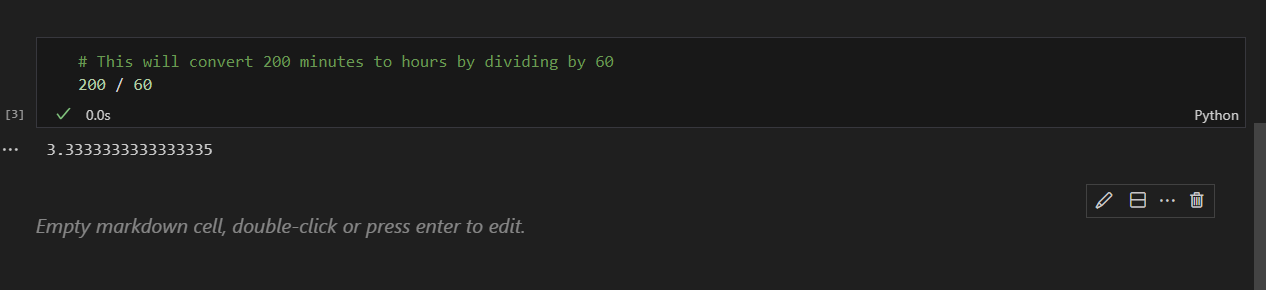 # This will convert 200 minutes to hours by dividing by 60
200 / 60
[3]
0.0s
Python
3.3333333333333335
Empty markdown cell, double-click or press enter to edit.